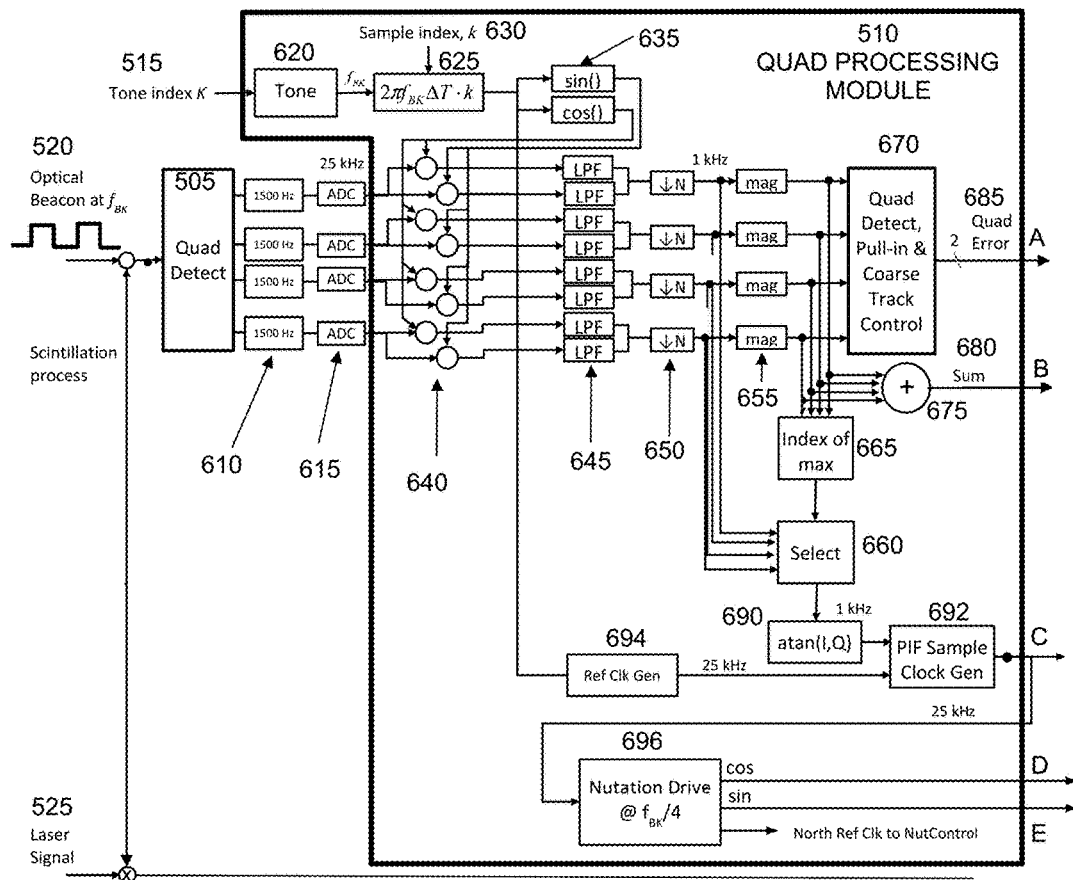 Sample index, k 630
635
510
QUAD PROCESSING
MODULE
515
Tone index K
620
Tone
f_BK
625
2πf_BK ΔT · k
sin()
cos()
520
Optical
Beacon at f_BK
505
Quad
Detect
25 kHz
1500 Hz
ADC
1500 Hz
ADC
1500 Hz
ADC
1500 Hz
ADC
LPF
LPF
LPF
LPF
LPF
LPF
LPF
LPF
1 kHz
↓N
↓N
↓N
↓N
mag
mag
mag
mag
670
Quad
Detect,
Pull-in &
Coarse
Track
Control
685
Quad
Error
2
A
Scintillation
process
610
615
640
645
650
655
+
675
680
Sum
B
Index of
max
665
Select
660
690
1 kHz
atan(I,Q)
692
PIF Sample
Clock Gen
C
694
Ref Clk Gen
25 kHz
25 kHz
696
Nutation Drive
@ f_BK/4
cos
D
sin
E
North Ref Clk to NutControl
525
Laser
Signal
X